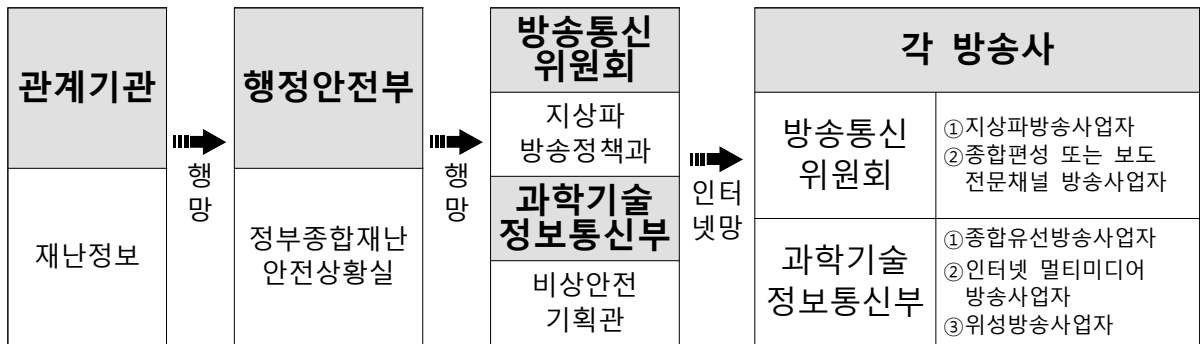 관계기관
재난정보
행
망
행정안전부
정부종합재난
안전상황실
행
망
방송통신
위원회
지상파
방송정책과
과학기술
정보통신부
비상안전
기획관
인터
넷망
각 방송사
방송통신
위원회
①지상파방송사업자
②종합편성 또는 보도
전문채널 방송사업자
과학기술
정보통신부
①종합유선방송사업자
②인터넷 멀티미디어
방송사업자
③위성방송사업자